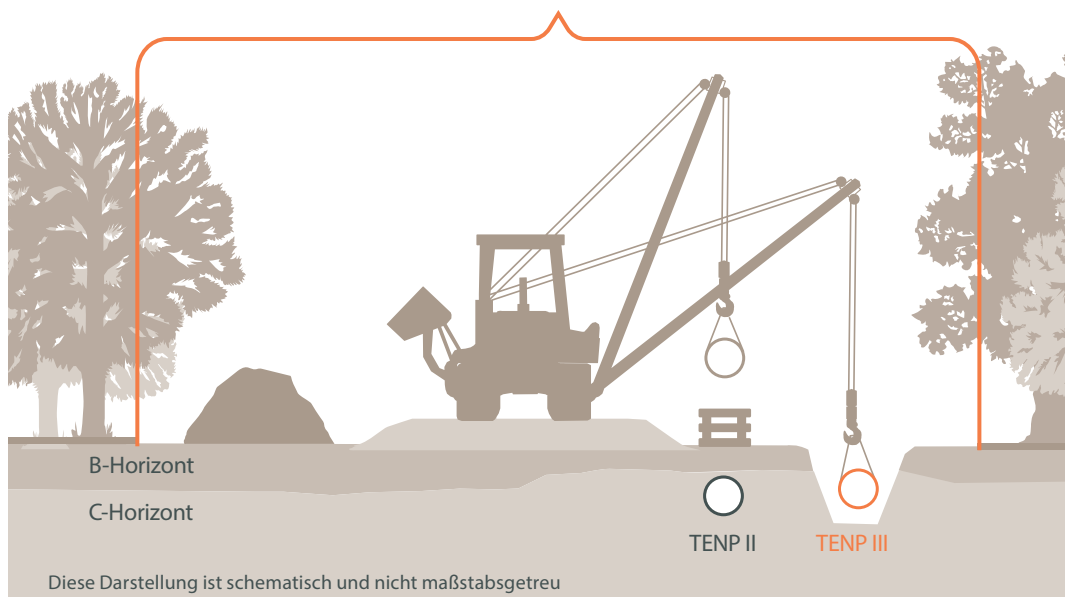 B-Horizont
C-Horizont
TENP II
TENP III
Diese Darstellung ist schematisch und nicht maßstabsgetreu